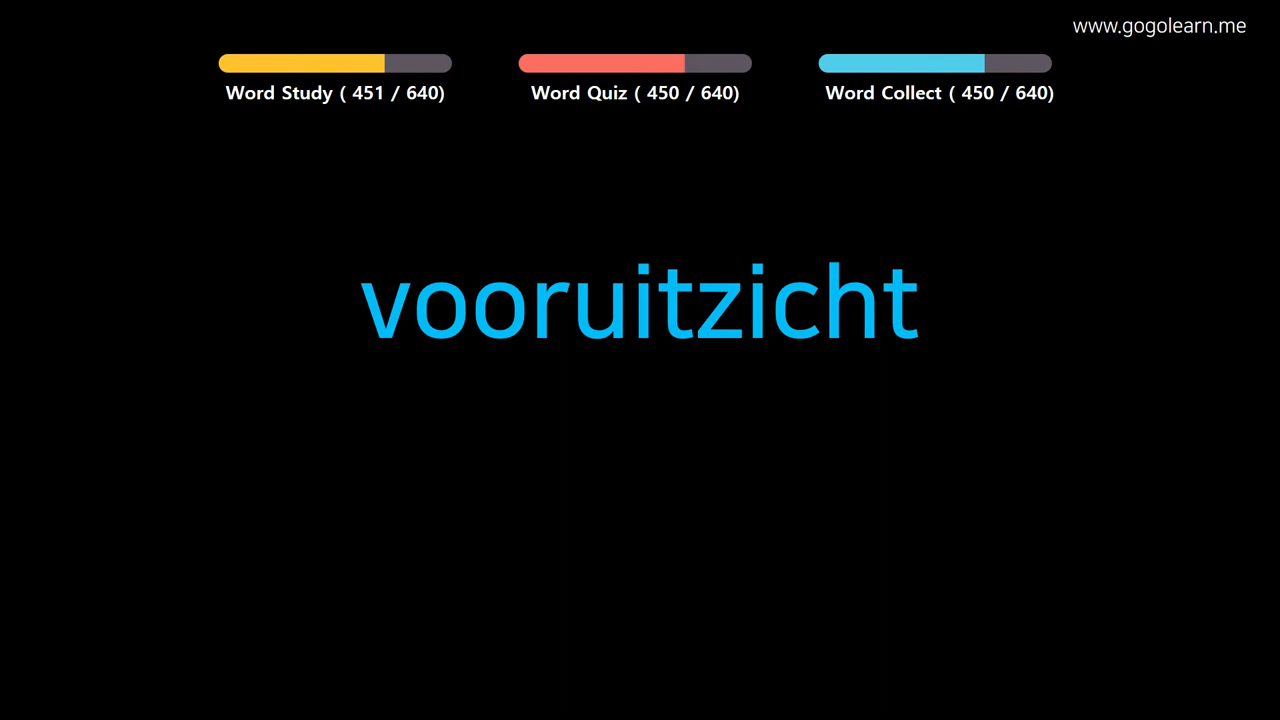 www.gogolearn.me
Word Study ( 451 / 640)
Word Quiz ( 450 / 640)
Word Collect ( 450 / 640)
vooruitzicht